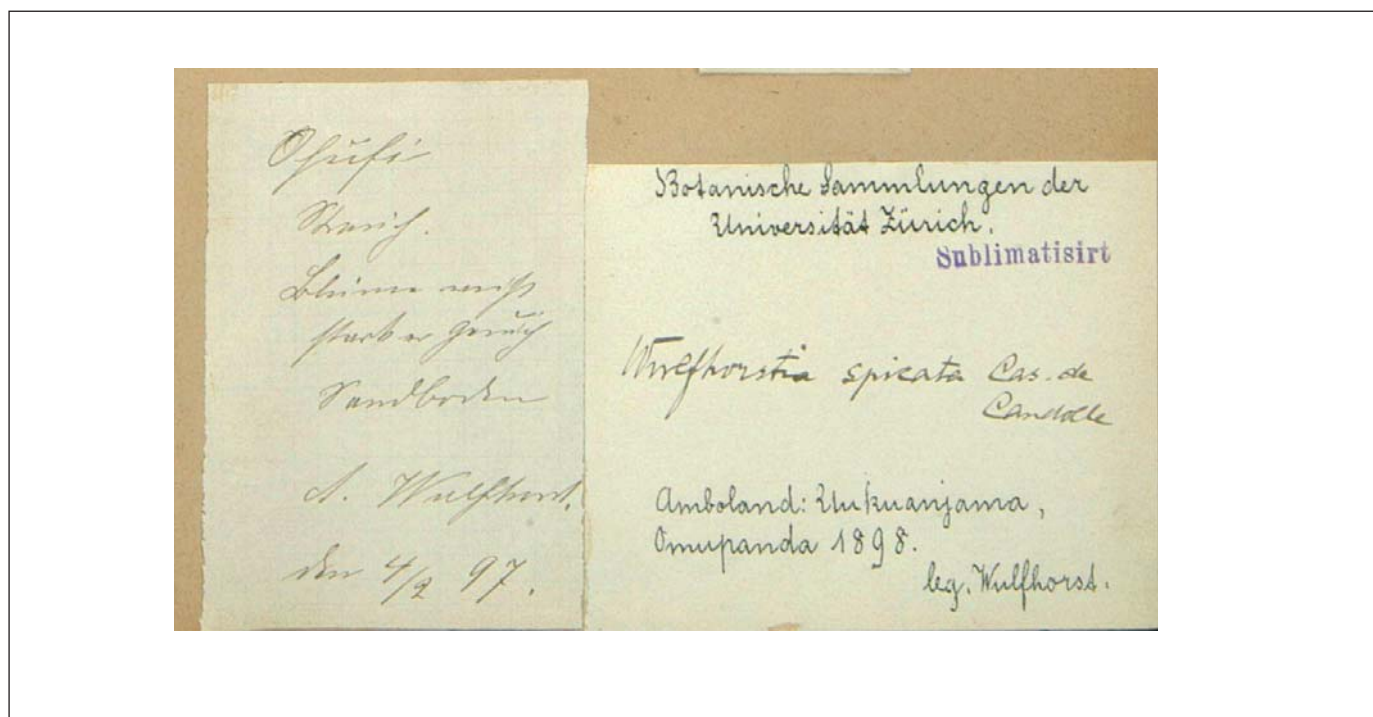 Ohufi
Strauch.
Blume weiß
starker Geruch
Sandboden
A. Wulfhorst.
den 4/2 97.
Botanische Sammlungen der
Universität Zürich.
Sublimatisirt
Wulfhorstia spicata Cas. de
Candolle
Amboland: Uukuanjama,
Omupanda 1898.
leg. Wulfhorst.